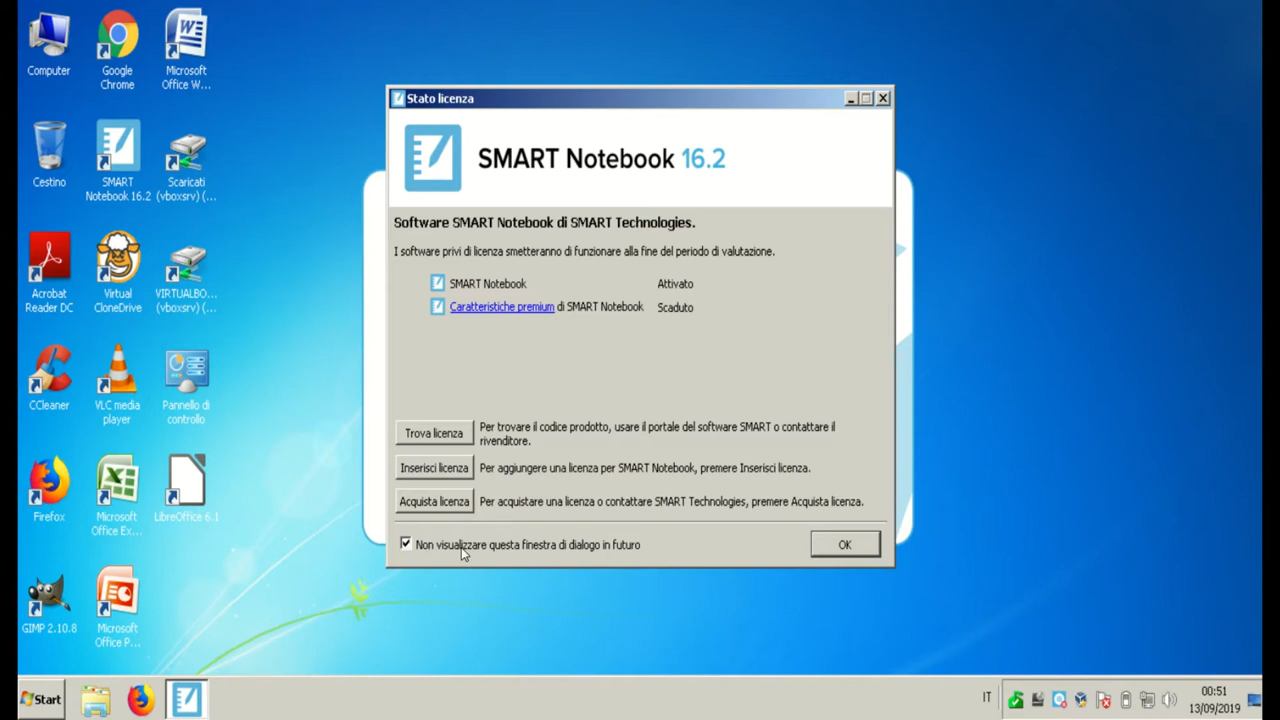 Computer
Google
Chrome
Microsoft
Office W...
Cestino
SMART
Notebook 16.2
Scaricati
(vboxsrv) (...
Acrobat
Reader DC
Virtual
CloneDrive
VIRTUALBO...
(vboxsrv) (...
CCleaner
VLC media
player
Pannello di
controllo
Firefox
Microsoft
Office Ex...
LibreOffice 6.1
GIMP 2.10.8
Microsoft
Office P...
Stato licenza
SMART Notebook 16.2
Software SMART Notebook di SMART Technologies.
I software privi di licenza smetteranno di funzionare alla fine del periodo di valutazione.
SMART Notebook Attivato
Caratteristiche premium di SMART Notebook Scaduto
Trova licenza
Per trovare il codice prodotto, usare il portale del software SMART o contattare il
rivenditore.
Inserisci licenza
Per aggiungere una licenza per SMART Notebook, premere Inserisci licenza.
Acquista licenza
Per acquistare una licenza o contattare SMART Technologies, premere Acquista licenza.
Non visualizzare questa finestra di dialogo in futuro
OK
Start
IT
00:51
13/09/2019